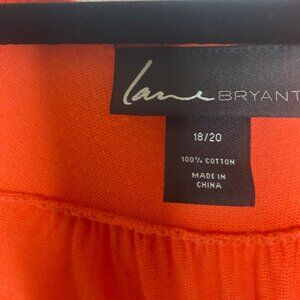 lane BRYANT
18/20
100% COTTON
MADE IN
CHINA